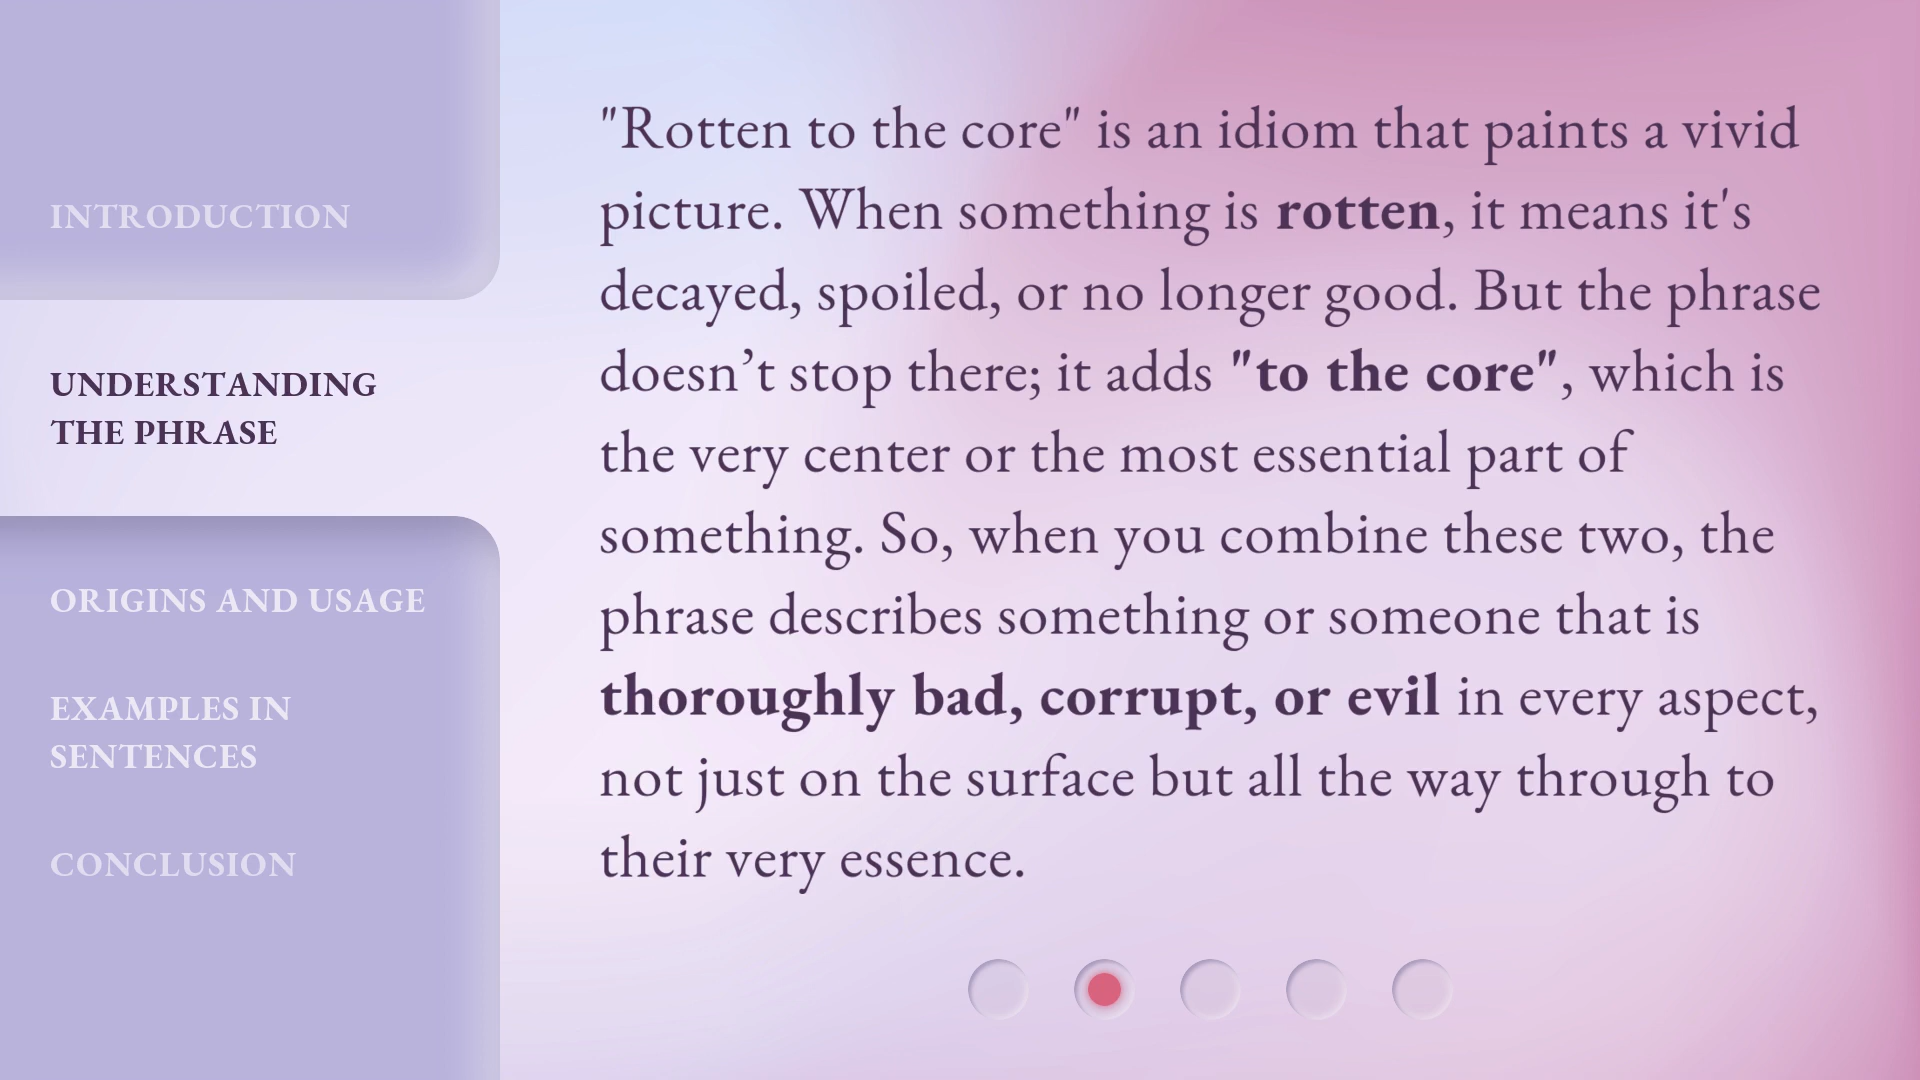 INTRODUCTION
UNDERSTANDING
THE PHRASE
ORIGINS AND USAGE
EXAMPLES IN
SENTENCES
CONCLUSION
"Rotten to the core" is an idiom that paints a vivid
picture. When something is rotten, it means it's
decayed, spoiled, or no longer good. But the phrase
doesn’t stop there; it adds "to the core", which is
the very center or the most essential part of
something. So, when you combine these two, the
phrase describes something or someone that is
thoroughly bad, corrupt, or evil in every aspect,
not just on the surface but all the way through to
their very essence.